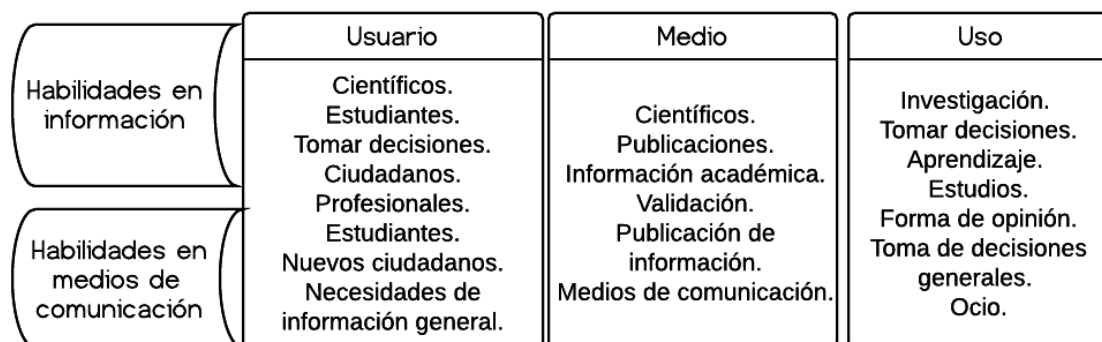 Habilidades en
información
Habilidades en
medios de
comunicación
Usuario
Científicos.
Estudiantes.
Tomar decisiones.
Ciudadanos.
Profesionales.
Estudiantes.
Nuevos ciudadanos.
Necesidades de
información general.
Medio
Científicos.
Publicaciones.
Información académica.
Validación.
Publicación de
información.
Medios de comunicación.
Uso
Investigación.
Tomar decisiones.
Aprendizaje.
Estudios.
Forma de opinión.
Toma de decisiones
generales.
Ocio.